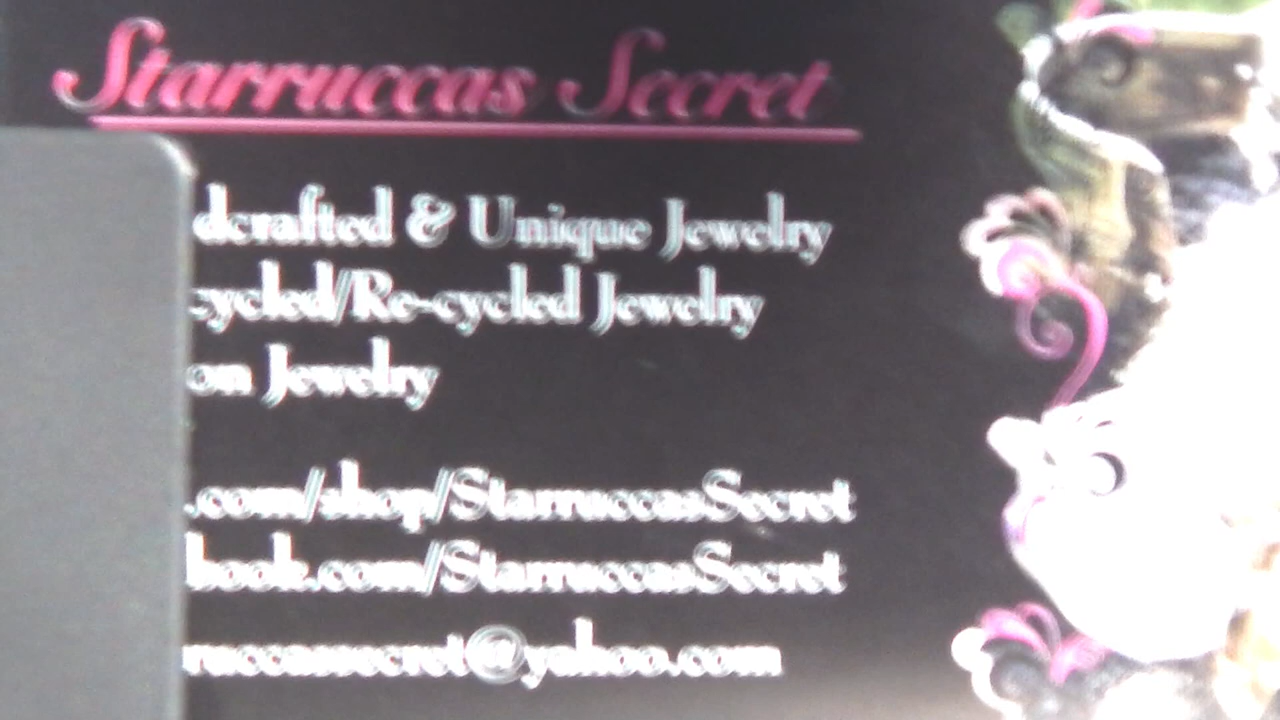 Starruccas Secret
dcrafted & Unique Jewelry
cycled/Re-cycled Jewelry
on Jewelry
.com/shop/StarruccasSecret
book.com/StarruccasSecret
ruccassecret@yahoo.com